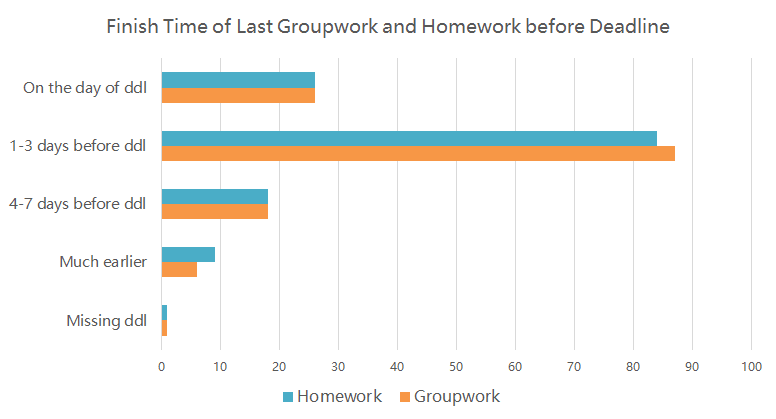 Finish Time of Last Groupwork and Homework before Deadline
On the day of ddl
1-3 days before ddl
4-7 days before ddl
Much earlier
Missing ddl
0 10 20 30 40 50 60 70 80 90 100
Homework Groupwork